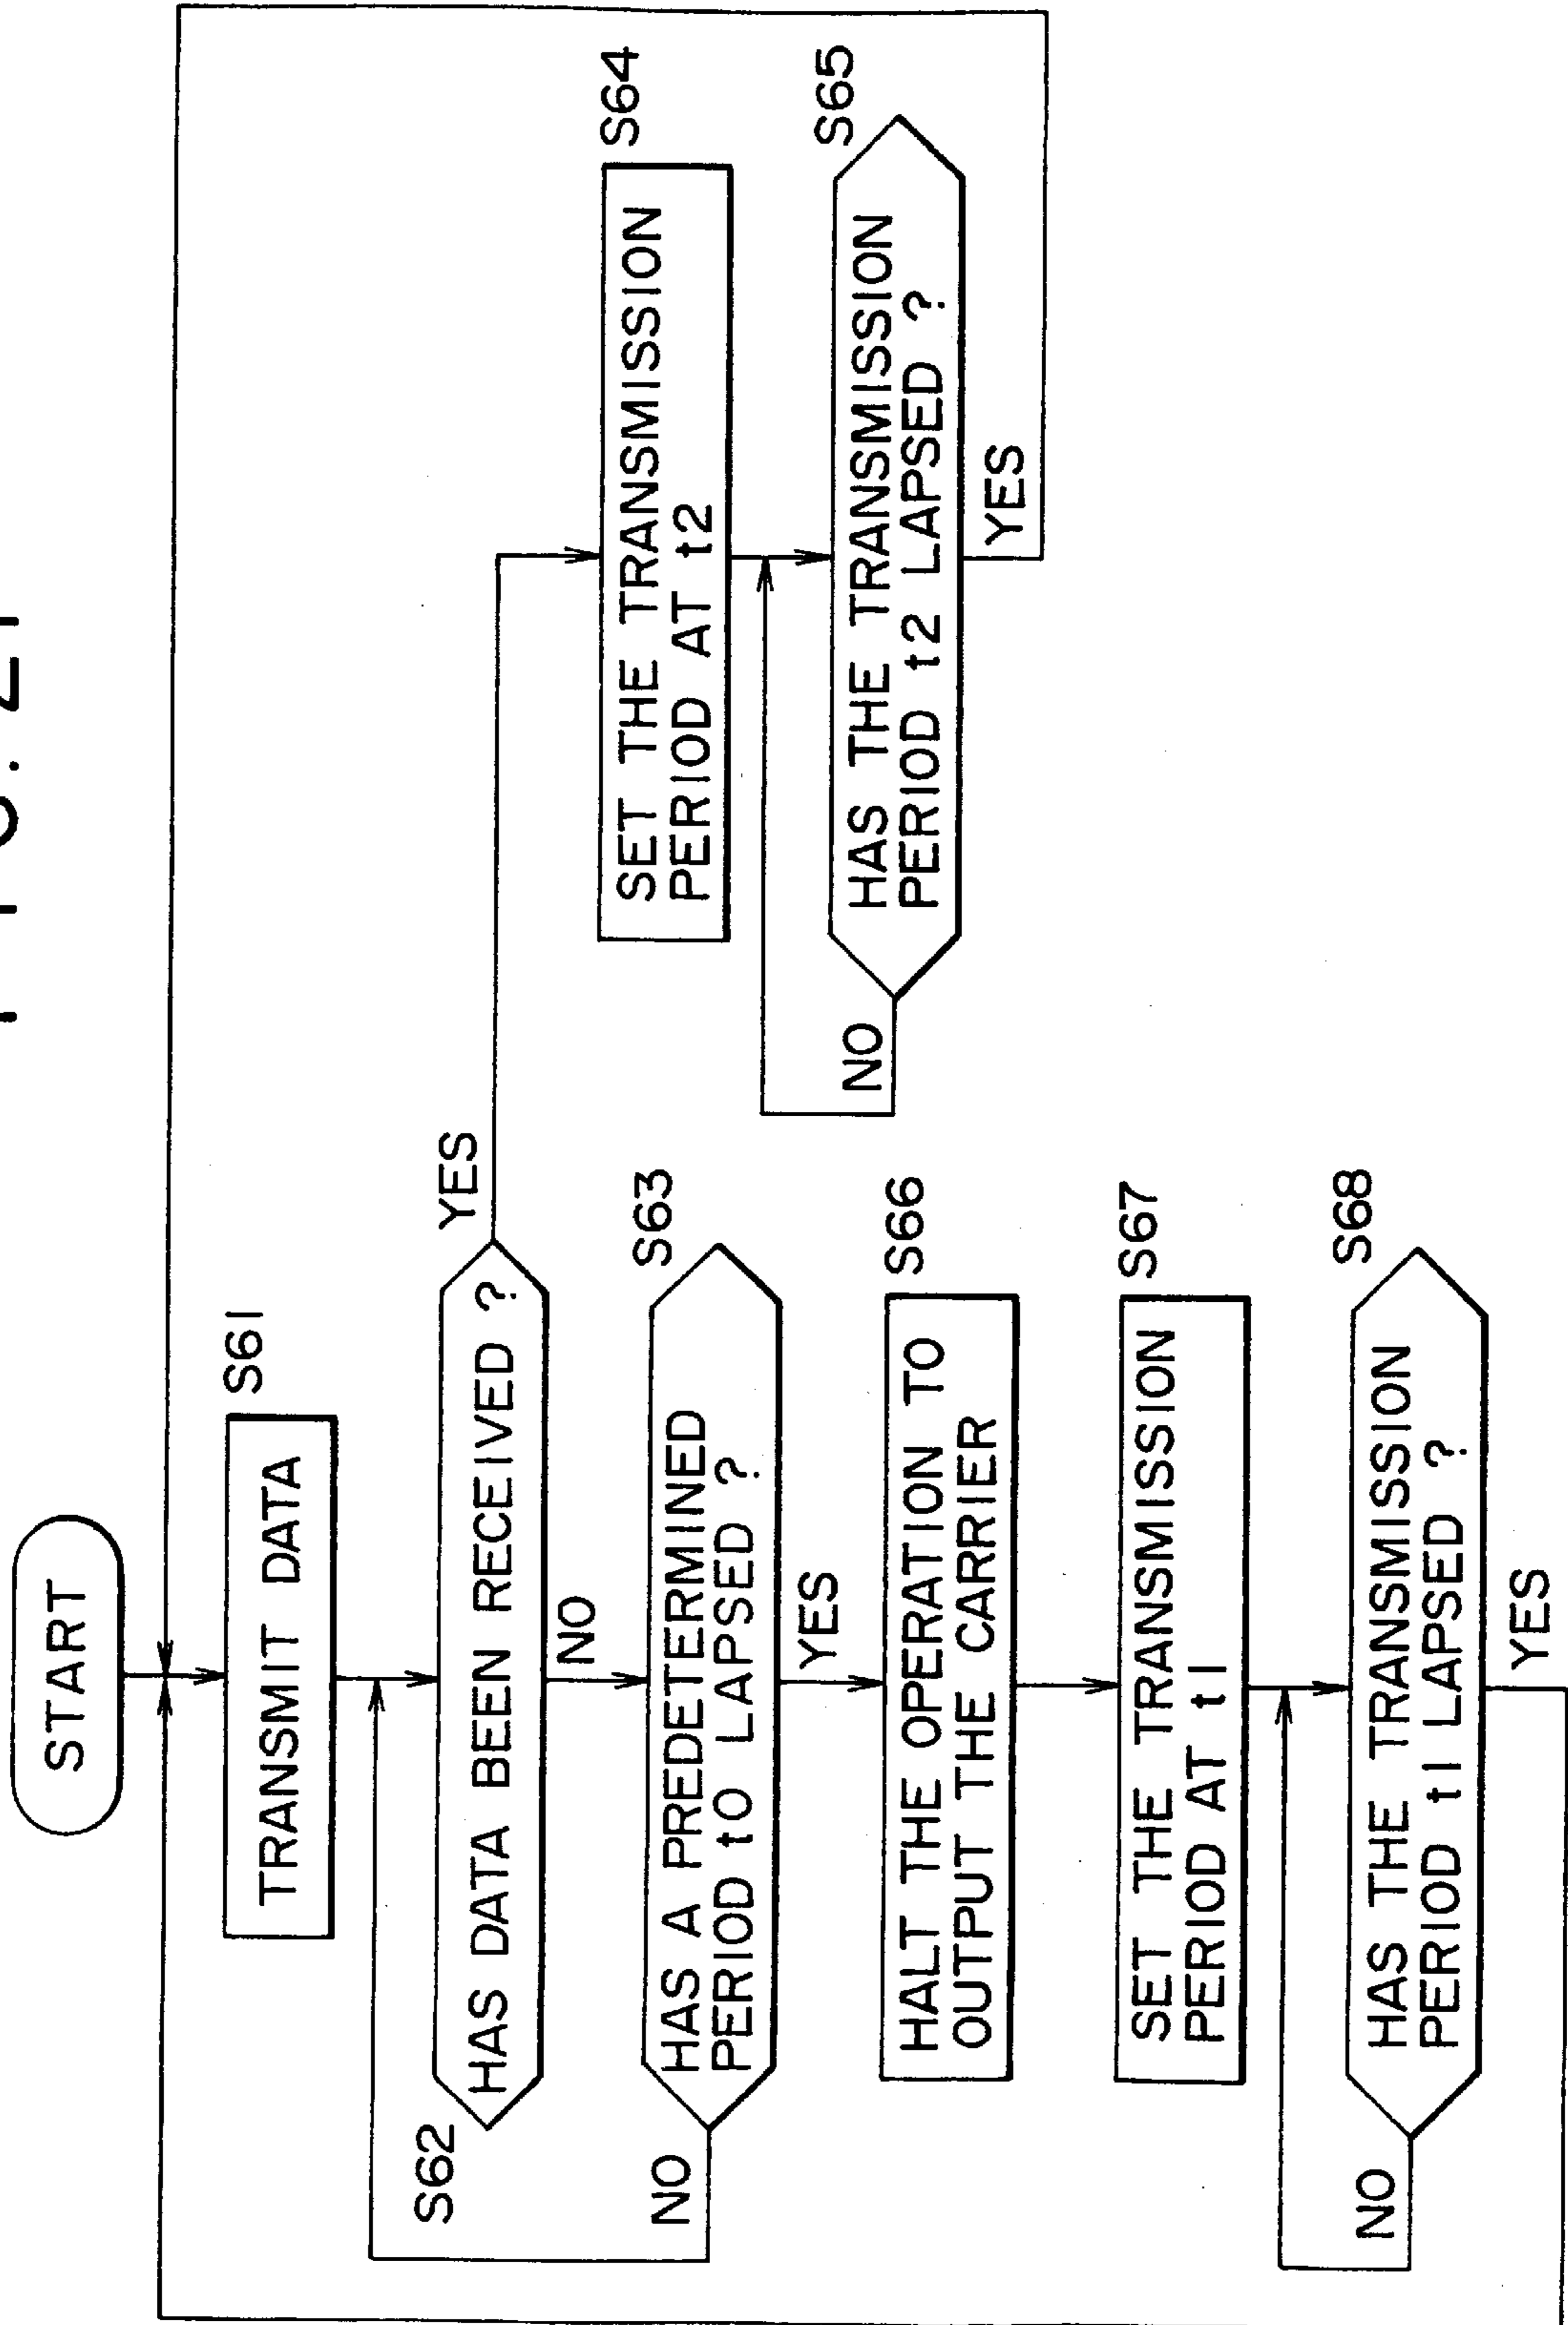 START
S61
TRANSMIT DATA
S62
HAS DATA BEEN RECEIVED ?
YES
NO
S63
HAS A PREDETERMINED
PERIOD t0 LAPSED ?
NO
YES
S66
HALT THE OPERATION TO
OUTPUT THE CARRIER
S67
SET THE TRANSMISSION
PERIOD AT t1
S68
HAS THE TRANSMISSION
PERIOD t1 LAPSED ?
NO
YES
S64
SET THE TRANSMISSION
PERIOD AT t2
S65
HAS THE TRANSMISSION
PERIOD t2 LAPSED ?
NO
YES